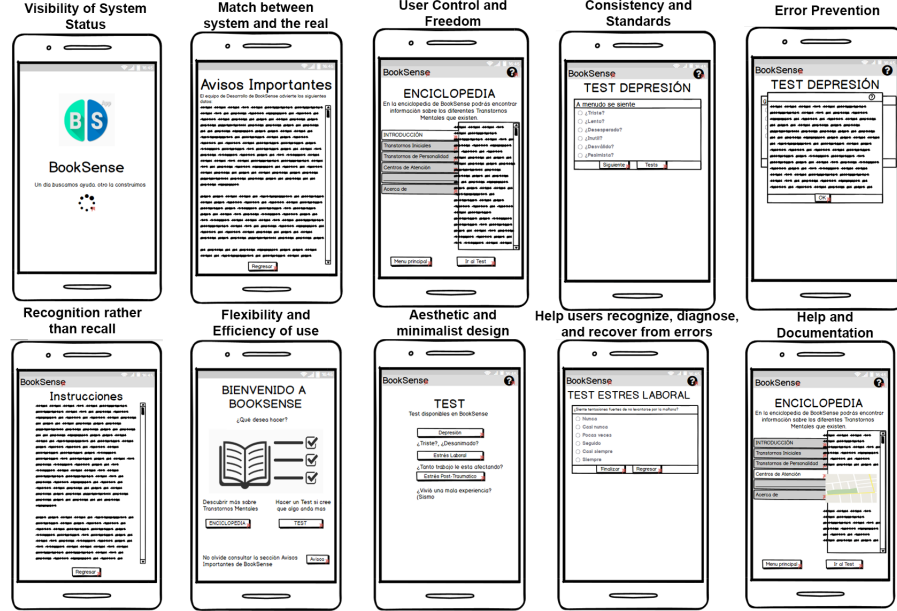 Visibility of System
Status
BS
BookSense
Un día buscamos ayuda, otro la construimos
Match between
system and the real
Avisos Importantes
El equipo de Desarrollo de BookSense advierte los siguientes
datos:
Regresar
User Control and
Freedom
BookSense
?
ENCICLOPEDIA
En la enciclopedia de BookSense podrás encontrar
información sobre los diferentes Transtornos
Mentales que existen.
INTRODUCCIÓN
Transtornos Iniciales
Transtornos de Personalidad
Centros de Atención
Acerca de
Menu principal
Ir al Test
Consistency and
Standards
BookSense
?
TEST DEPRESIÓN
A menudo se siente
¿Triste?
¿Lento?
¿Desesperado?
¿Inutil?
¿Desválido?
¿Pesimista?
Siguiente
Tests
Error Prevention
BookSense
?
TEST DEPRESIÓN
?
OK
Recognition rather
than recall
BookSense
Instrucciones
Regresar
Flexibility and
Efficiency of use
BIENVENIDO A
BOOKSENSE
¿Qué desea hacer?
Descubrir más sobre
Transtornos Mentales
ENCICLOPEDIA
Hacer un Test si cree
que algo anda mas
TEST
No olvide consultar la sección Avisos
Importantes de BookSense
Avisos
Aesthetic and
minimalist design
BookSense
?
TEST
Test disponibles en BookSense
Depresión
¿Triste?, ¿Desanimado?
Estrés Laboral
¿Tanto trabajo le esta afectando?
Estrés Post-Traumatico
¿Vivió una mala experiencia?
(Sismo
Help users recognize, diagnose,
and recover from errors
BookSense
?
TEST ESTRES LABORAL
¿Siente tentaciones fuertes de no levantarse por la mañana?
Nunca
Casi nunca
Pocas veces
Seguido
Casi siempre
Siempre
Finalizar
Regresar
Help and
Documentation
BookSense
?
ENCICLOPEDIA
En la enciclopedia de BookSense podrás encontrar
información sobre los diferentes Transtornos
Mentales que existen.
INTRODUCCIÓN
Transtornos Iniciales
Transtornos de Personalidad
Centros de Atención
Acerca de
Menu principal
Ir al Test